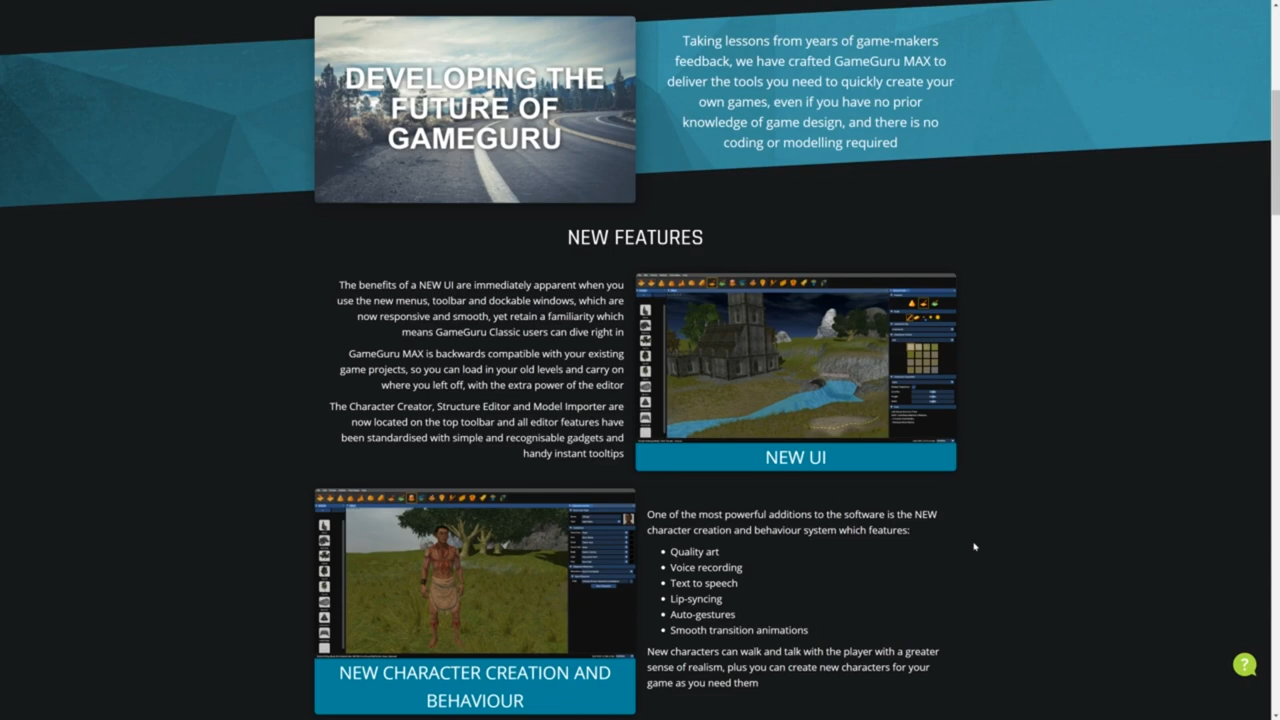 DEVELOPING THE
FUTURE OF
GAMEGURU
Taking lessons from years of game-makers
feedback, we have crafted GameGuru MAX to
deliver the tools you need to quickly create your
own games, even if you have no prior
knowledge of game design, and there is no
coding or modelling required
NEW FEATURES
The benefits of a NEW UI are immediately apparent when you
use the new menus, toolbar and dockable windows, which are
now responsive and smooth, yet retain a familiarity which
means GameGuru Classic users can dive right in
GameGuru MAX is backwards compatible with your existing
game projects, so you can load in your old levels and carry on
where you left off, with the extra power of the editor
The Character Creator, Structure Editor and Model Importer are
now located on the top toolbar and all editor features have
been standardised with simple and recognisable gadgets and
handy instant tooltips
NEW UI
NEW CHARACTER CREATION AND
BEHAVIOUR
One of the most powerful additions to the software is the NEW
character creation and behaviour system which features:
• Quality art
• Voice recording
• Text to speech
• Lip-syncing
• Auto-gestures
• Smooth transition animations
New characters can walk and talk with the player with a greater
sense of realism, plus you can create new characters for your
game as you need them
?